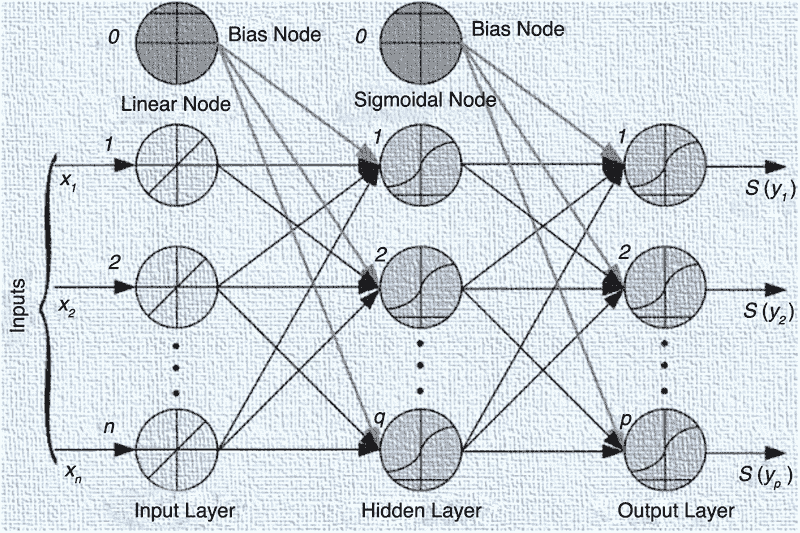 0 Bias Node 0 Bias Node
Linear Node Sigmoidal Node
1 1 1
x1 S (y1)
2 2 2
Inputs
x2 S (y2)
n q p
xn S (yp)
Input Layer Hidden Layer Output Layer